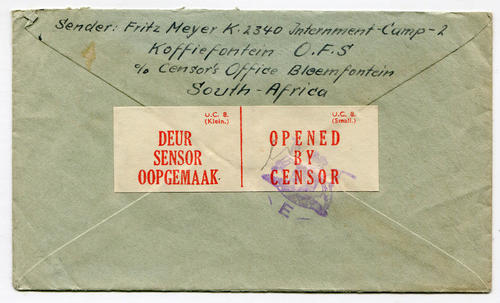 Sender: Fritz Meyer K. 2340 Internment-Camp-2
Koffiefontein O.F.S
c/o Censor's Office Bloemfontein
South-Africa
U.C. 8.
(Klein.)
DEUR
SENSOR
OOPGEMAAK.
U.C. 8.
(Small.)
OPENED
BY
CENSOR
E